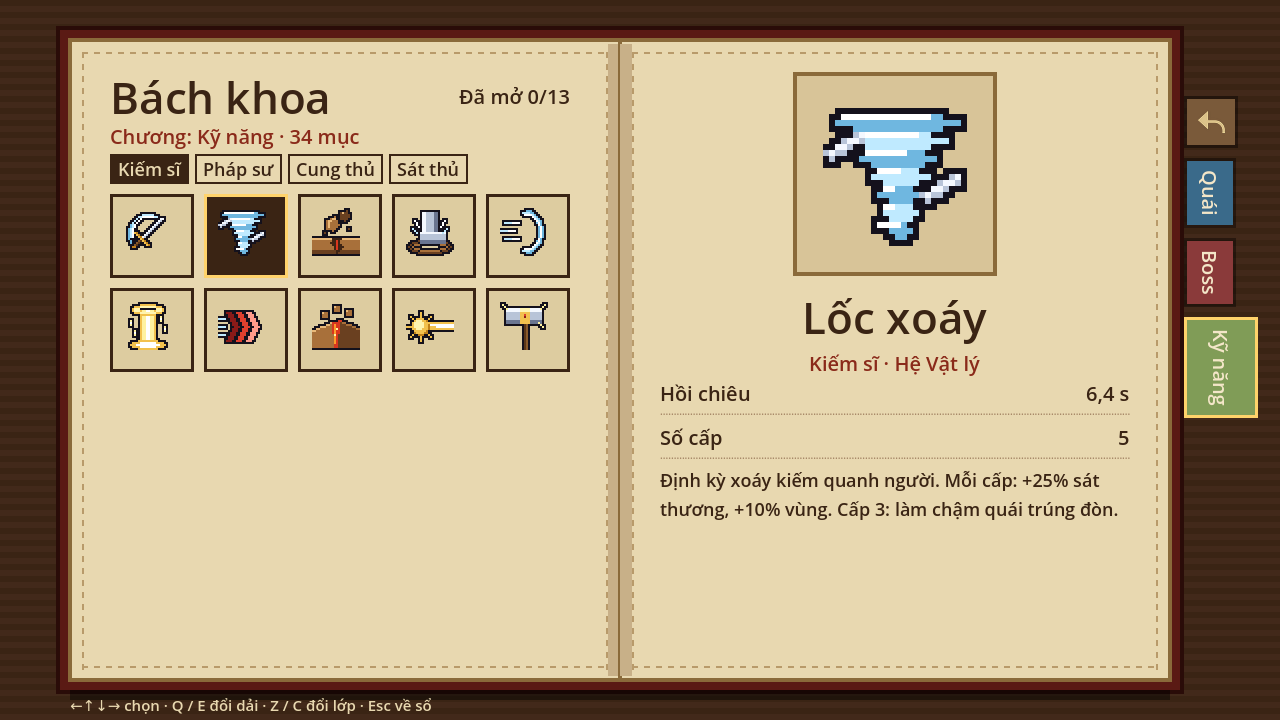 Bách khoa
Đã mở 0/13
Chương: Kỹ năng · 34 mục
Kiếm sĩ
Pháp sư
Cung thủ
Sát thủ
Lốc xoáy
Kiếm sĩ · Hệ Vật lý
Hồi chiêu 6,4 s
Số cấp 5
Định kỳ xoáy kiếm quanh người. Mỗi cấp: +25% sát
thương, +10% vùng. Cấp 3: làm chậm quái trúng đòn.
Quái
Boss
Kỹ năng
←↑↓→ chọn · Q / E đổi dải · Z / C đổi lớp · Esc về sổ